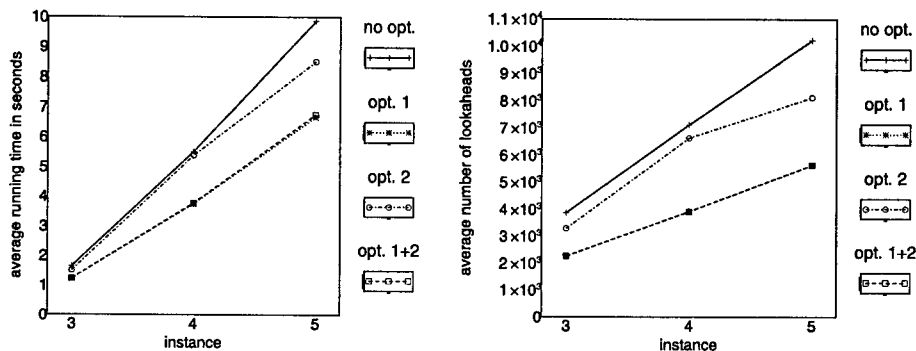 average running time in seconds
10
9
8
7
6
5
4
3
2
1
0
3 4 5
instance
no opt.
opt. 1
opt. 2
opt. 1+2
average number of lookaheads
1.1×10⁴
1.0×10⁴
9×10³
8×10³
7×10³
6×10³
5×10³
4×10³
3×10³
2×10³
1×10³
0
3 4 5
instance
no opt.
opt. 1
opt. 2
opt. 1+2